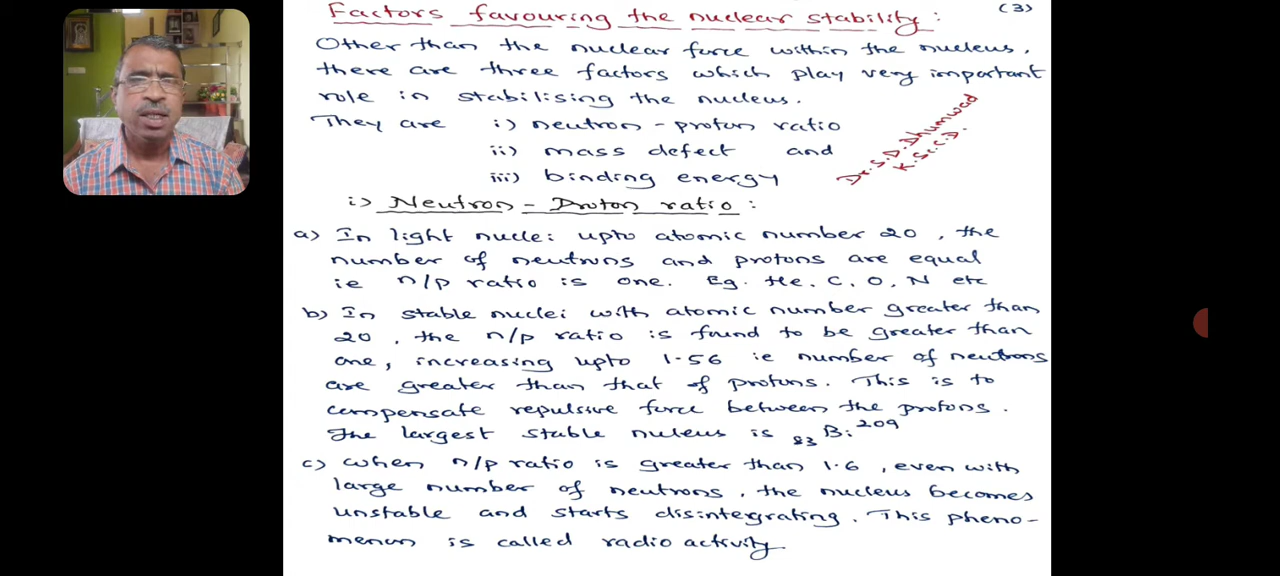 Factors favouring the nuclear stability : (3)
Other than the nuclear force within the nucleus,
there are three factors which play very important
role in stabilising the nucleus.
They are i) neutron - proton ratio
ii) mass defect and
iii) binding energy
Dr. S. D. Dhumwad
K. Sc. C. D.
i) Neutron - Proton ratio :
a) In light nuclei upto atomic number 20, the
number of neutrons and protons are equal
ie n/p ratio is one. Eg. He, C, O, N etc
b) In stable nuclei with atomic number greater than
20, the n/p ratio is found to be greater than
one, increasing upto 1.56 ie number of neutrons
are greater than that of protons. This is to
compensate repulsive force between the protons.
The largest stable nuleus is ₈₃Bi²⁰⁹
c) When n/p ratio is greater than 1.6, even with
large number of neutrons, the nucleus becomes
unstable and starts disintegrating. This pheno-
menon is called radio activity